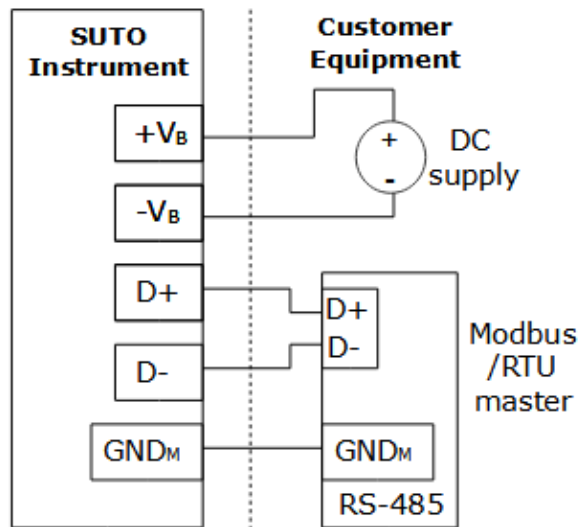 SUTO
Instrument
Customer
Equipment
+VB
-VB
D+
D-
GNDM
+
-
DC
supply
D+
D-
GNDM
RS-485
Modbus
/RTU
master